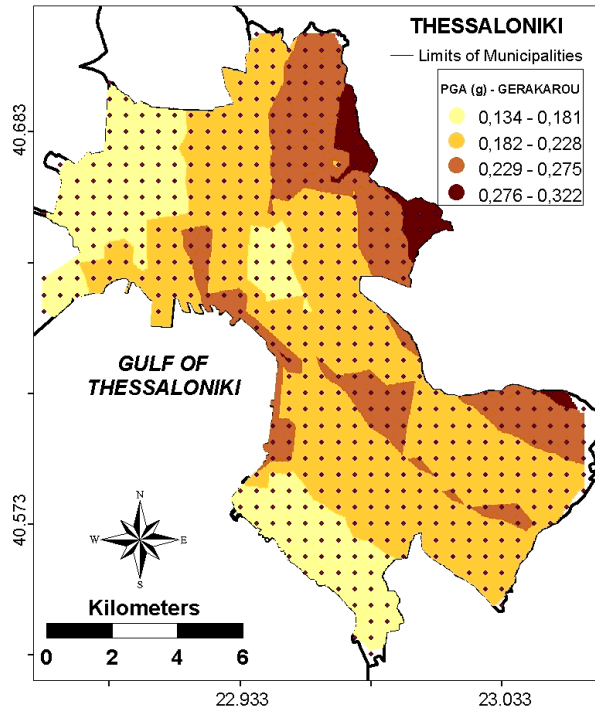 THESSALONIKI
Limits of Municipalities
PGA (g) - GERAKAROU
0,134 - 0,181
0,182 - 0,228
0,229 - 0,275
0,276 - 0,322
40.683
GULF OF
THESSALONIKI
40.573
N
W E
S
Kilometers
0 2 4 6
22.933 23.033